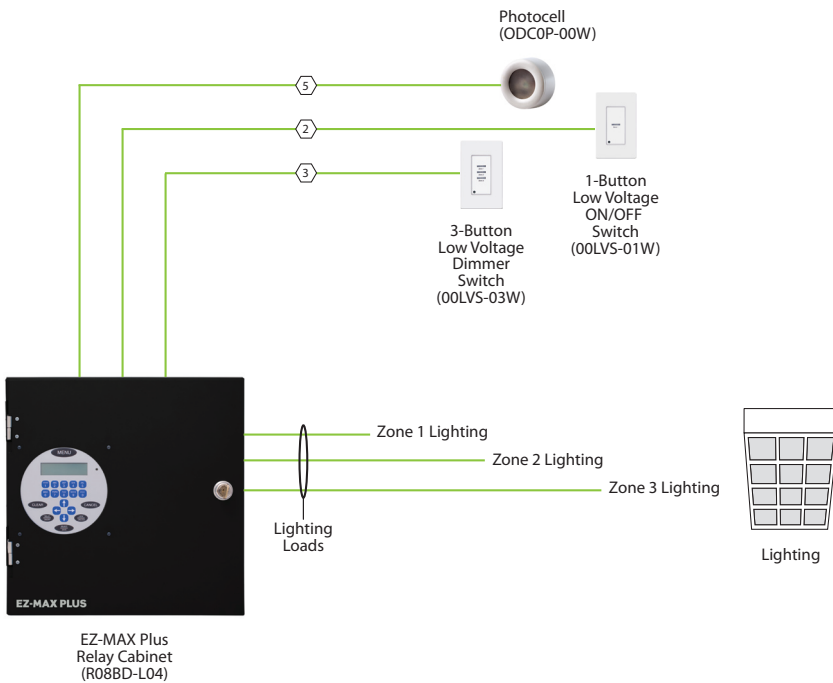 Photocell
(ODC0P-00W)
5
2
3
1-Button
Low Voltage
ON/OFF
Switch
(00LVS-01W)
3-Button
Low Voltage
Dimmer
Switch
(00LVS-03W)
MENU
CLEAR
CANCEL
Zone 1 Lighting
Zone 2 Lighting
Zone 3 Lighting
Lighting
Loads
Lighting
EZ-MAX PLUS
EZ-MAX Plus
Relay Cabinet
(R08BD-L04)